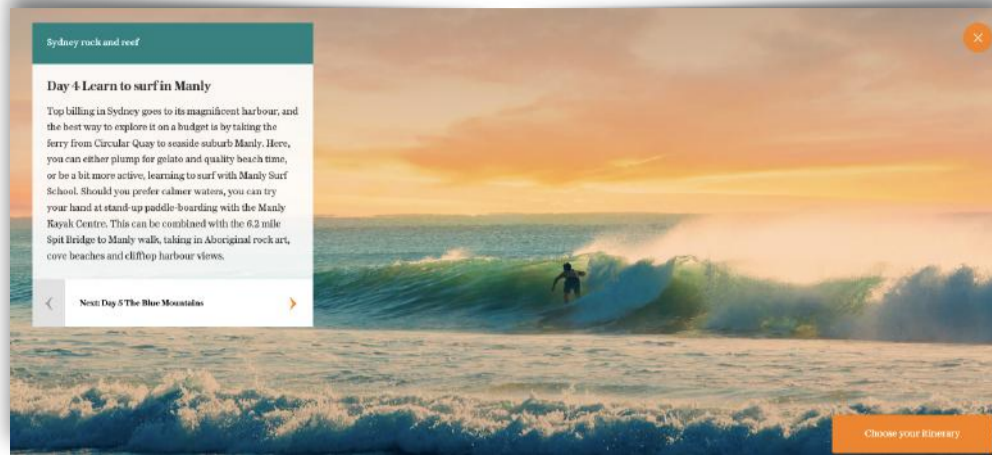 Sydney rock and reef
Day 4 Learn to surf in Manly
Top billing in Sydney goes to its magnificent harbour, and
the best way to explore it on a budget is by taking the
ferry from Circular Quay to seaside suburb Manly. Here,
you can either plump for gelato and quality beach time,
or be a bit more active, learning to surf with Manly Surf
School. Should you prefer calmer waters, you can try
your hand at stand-up paddle-boarding with the Manly
Kayak Centre. This can be combined with the 6.2 mile
Spit Bridge to Manly walk, taking in Aboriginal rock art,
cove beaches and clifftop harbour views.
Next: Day 5 The Blue Mountains
Choose your itinerary